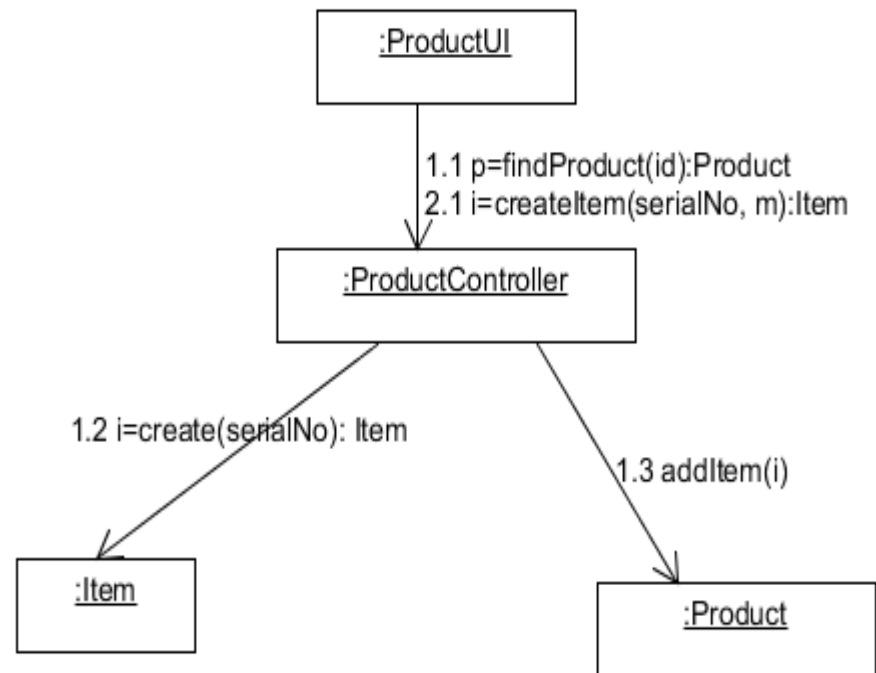 :ProductUI
1.1 p=findProduct(id):Product
2.1 i=createItem(serialNo, m):Item
:ProductController
1.2 i=create(serialNo): Item
1.3 addItem(i)
:Item
:Product